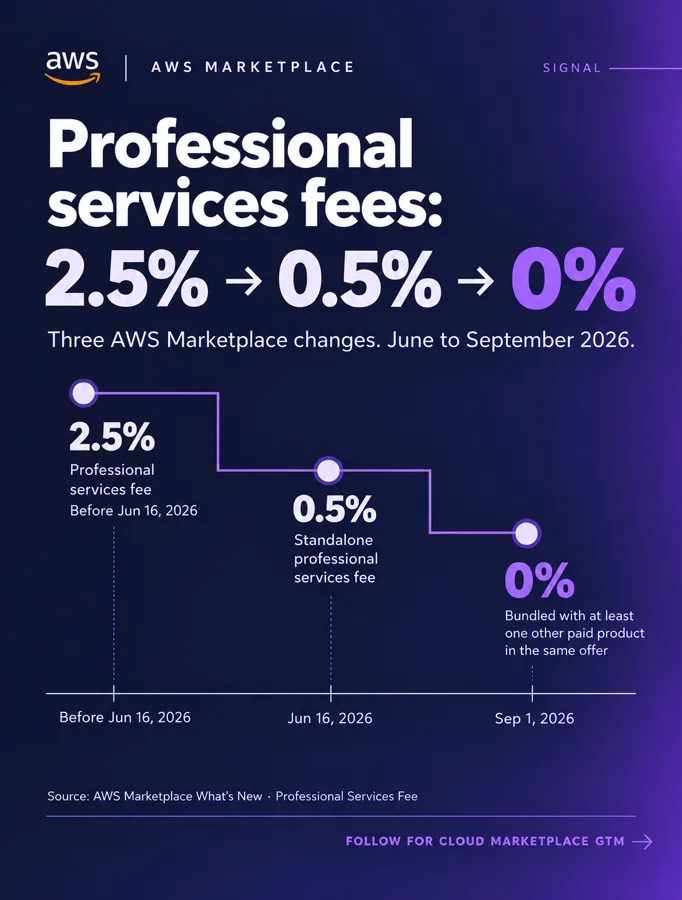 aws
AWS MARKETPLACE
SIGNAL
Professional
services fees:
2.5% → 0.5% → 0%
Three AWS Marketplace changes. June to September 2026.
2.5%
Professional
services fee
Before Jun 16, 2026
0.5%
Standalone
professional
services fee
0%
Bundled with at least
one other paid product
in the same offer
Before Jun 16, 2026
Jun 16, 2026
Sep 1, 2026
Source: AWS Marketplace What's New · Professional Services Fee
FOLLOW FOR CLOUD MARKETPLACE GTM →